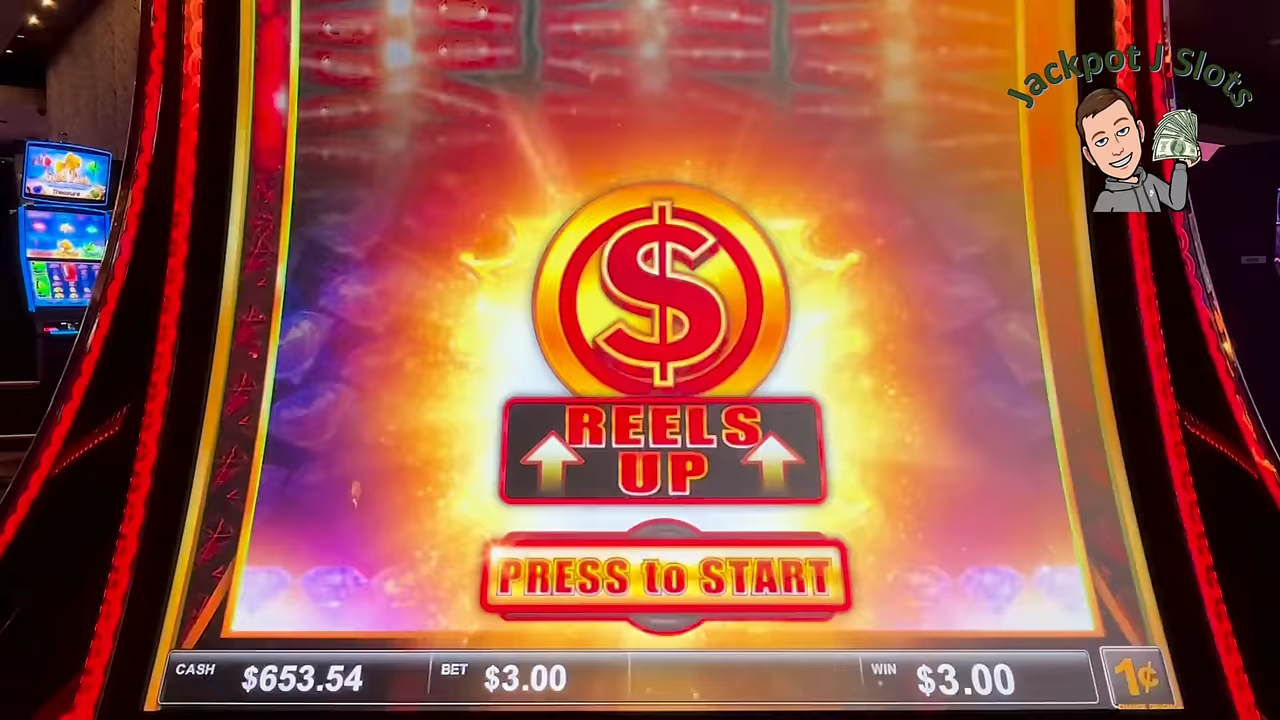 Jackpot J Slots
$
REELS
UP
PRESS to START
CASH $653.54 BET $3.00 WIN $3.00 1¢